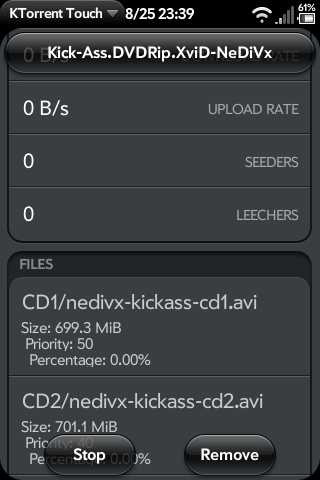 KTorrent Touch 8/25 23:39 61%
Kick-Ass.DVDRip.XviD-NeDiVx
0 B/s
0 B/s UPLOAD RATE
0 SEEDERS
0 LEECHERS
FILES
CD1/nedivx-kickass-cd1.avi
Size: 699.3 MiB
Priority: 50
Percentage: 0.00%
CD2/nedivx-kickass-cd2.avi
Size: 701.1 MiB
Priority: 40
Percentage: 0.00%
Stop Remove